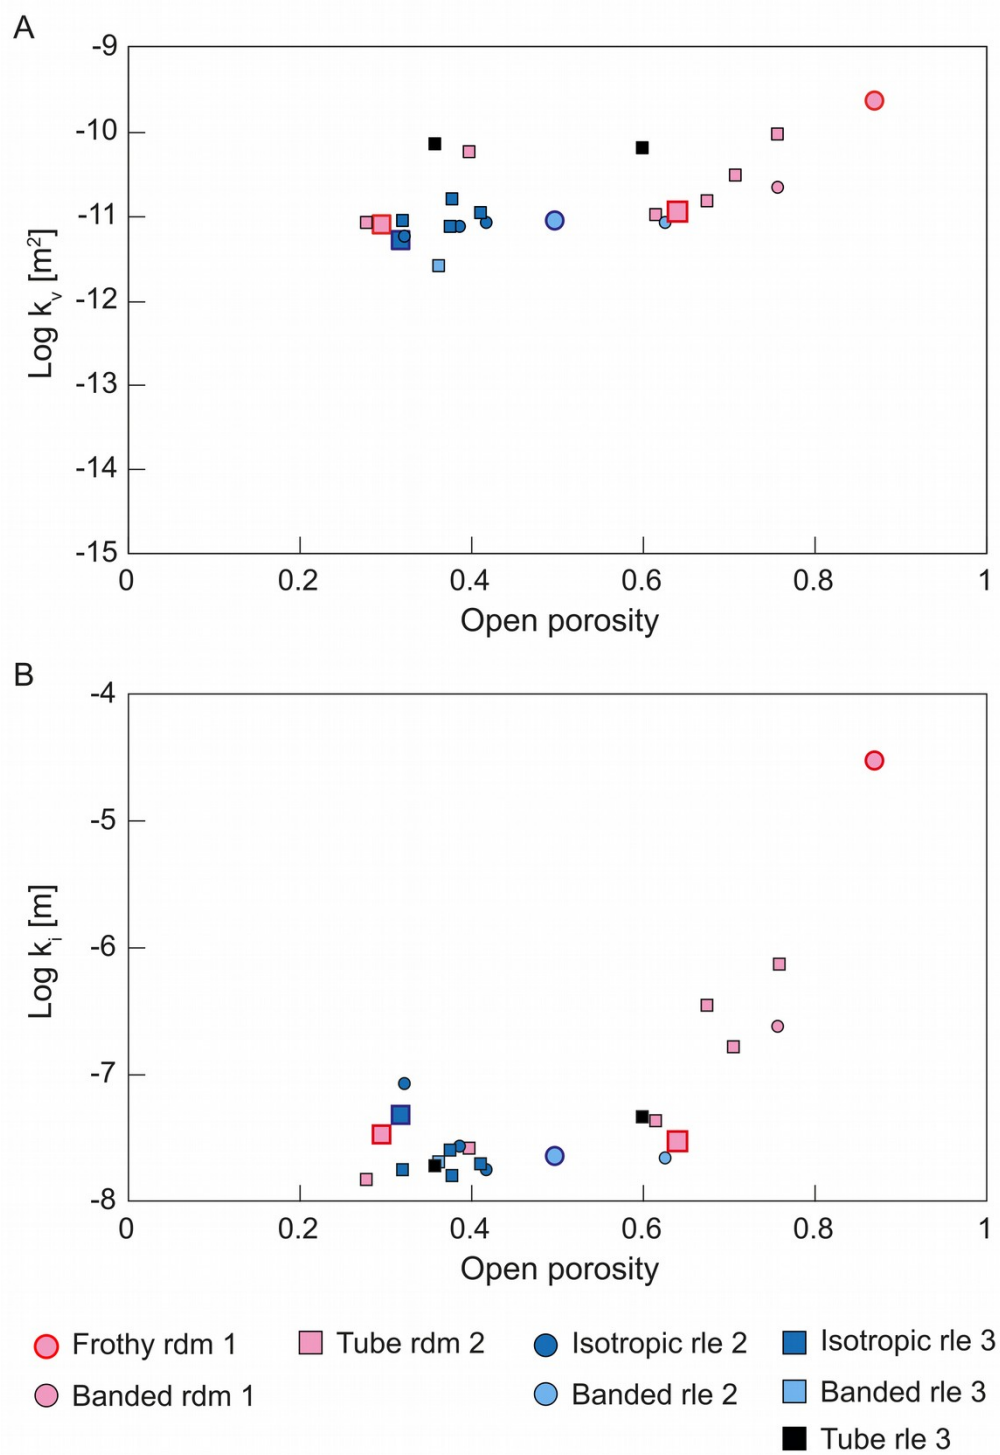 A
-9
-10
-11
-12
-13
-14
-15
Log kv [m²]
0 0.2 0.4 0.6 0.8 1
Open porosity
B
-4
-5
-6
-7
-8
Log ki [m]
0 0.2 0.4 0.6 0.8 1
Open porosity
Frothy rdm 1 Tube rdm 2 Isotropic rle 2 Isotropic rle 3
Banded rdm 1 Banded rle 2 Banded rle 3
Tube rle 3